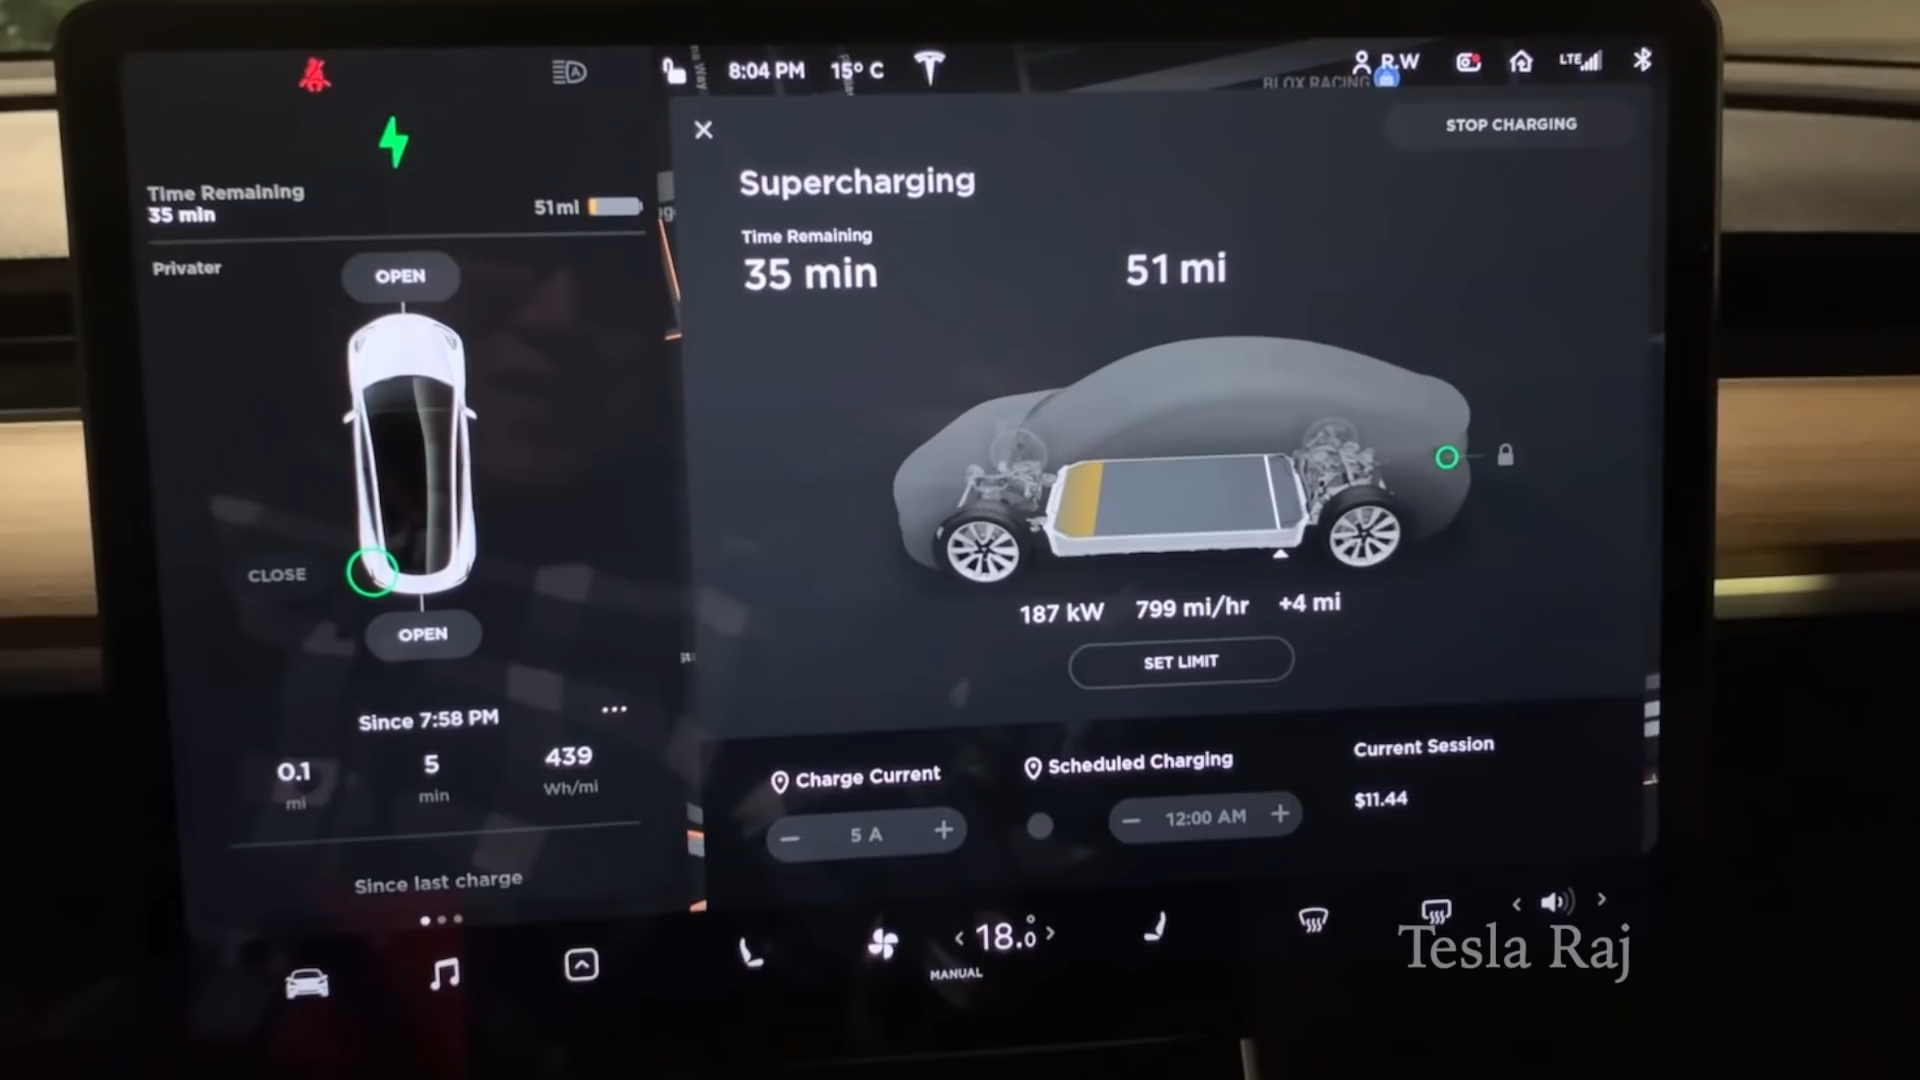 8:04 PM 15° C
R.W
LTE
BLOX RACING
STOP CHARGING
Time Remaining
35 min
51 mi
Privater
OPEN
CLOSE
OPEN
Since 7:58 PM
...
0.1 5 439
mi min Wh/mi
Since last charge
Supercharging
Time Remaining
35 min
51 mi
187 kW 799 mi/hr +4 mi
SET LIMIT
Charge Current
− 5 A +
Scheduled Charging
− 12:00 AM +
Current Session
$11.44
< 18.0 >
MANUAL
Tesla Raj